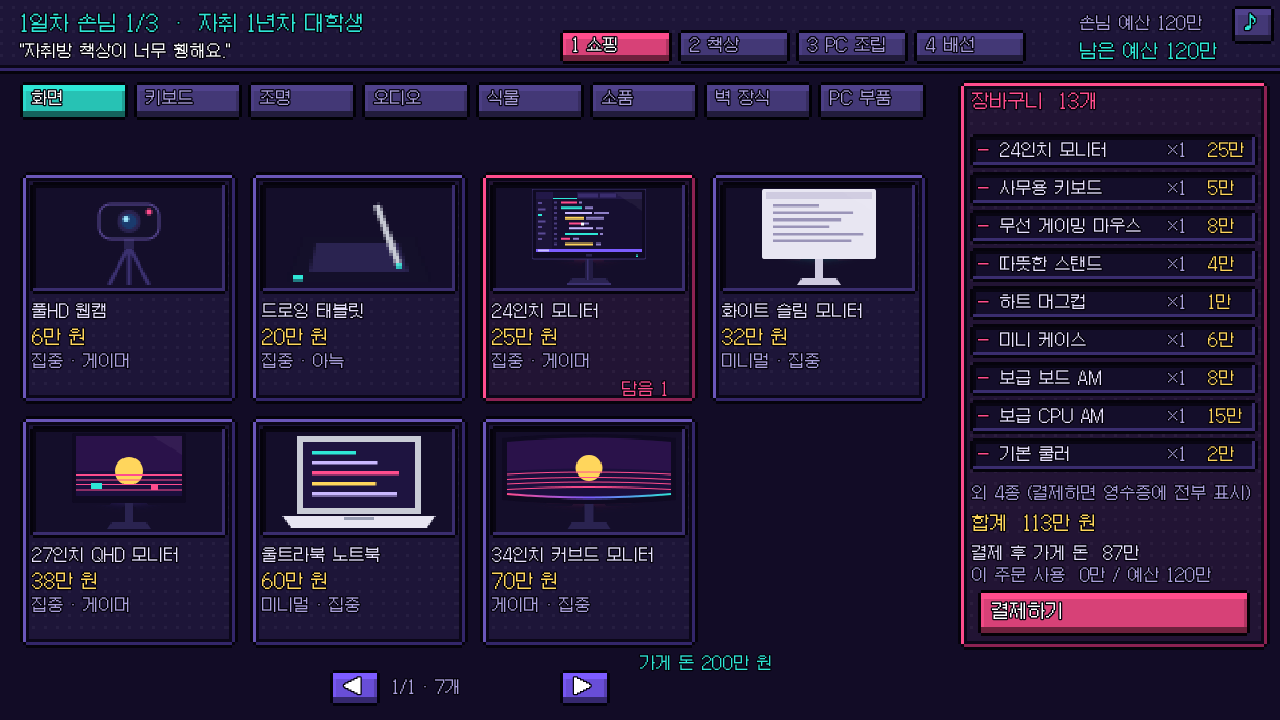 1일차 손님 1/3 · 자취 1년차 대학생
"자취방 책상이 너무 휑해요."
1 쇼핑
2 책상
3 PC 조립
4 배선
손님 예산 120만
남은 예산 120만
♪
화면
키보드
조명
오디오
식물
소품
벽 장식
PC 부품
풀HD 웹캠
6만 원
집중 · 게이머
드로잉 태블릿
20만 원
집중 · 아늑
24인치 모니터
25만 원
집중 · 게이머
담음 1
화이트 슬림 모니터
32만 원
미니멀 · 집중
27인치 QHD 모니터
38만 원
집중 · 게이머
울트라북 노트북
60만 원
미니멀 · 집중
34인치 커브드 모니터
70만 원
게이머 · 집중
가게 돈 200만 원
1/1 · 7개
장바구니 13개
− 24인치 모니터 ×1 25만
− 사무용 키보드 ×1 5만
− 무선 게이밍 마우스 ×1 8만
− 따뜻한 스탠드 ×1 4만
− 하트 머그컵 ×1 1만
− 미니 케이스 ×1 6만
− 보급 보드 AM ×1 8만
− 보급 CPU AM ×1 15만
− 기본 쿨러 ×1 2만
외 4종 (결제하면 영수증에 전부 표시)
합계 113만 원
결제 후 가게 돈 87만
이 주문 사용 0만 / 예산 120만
결제하기